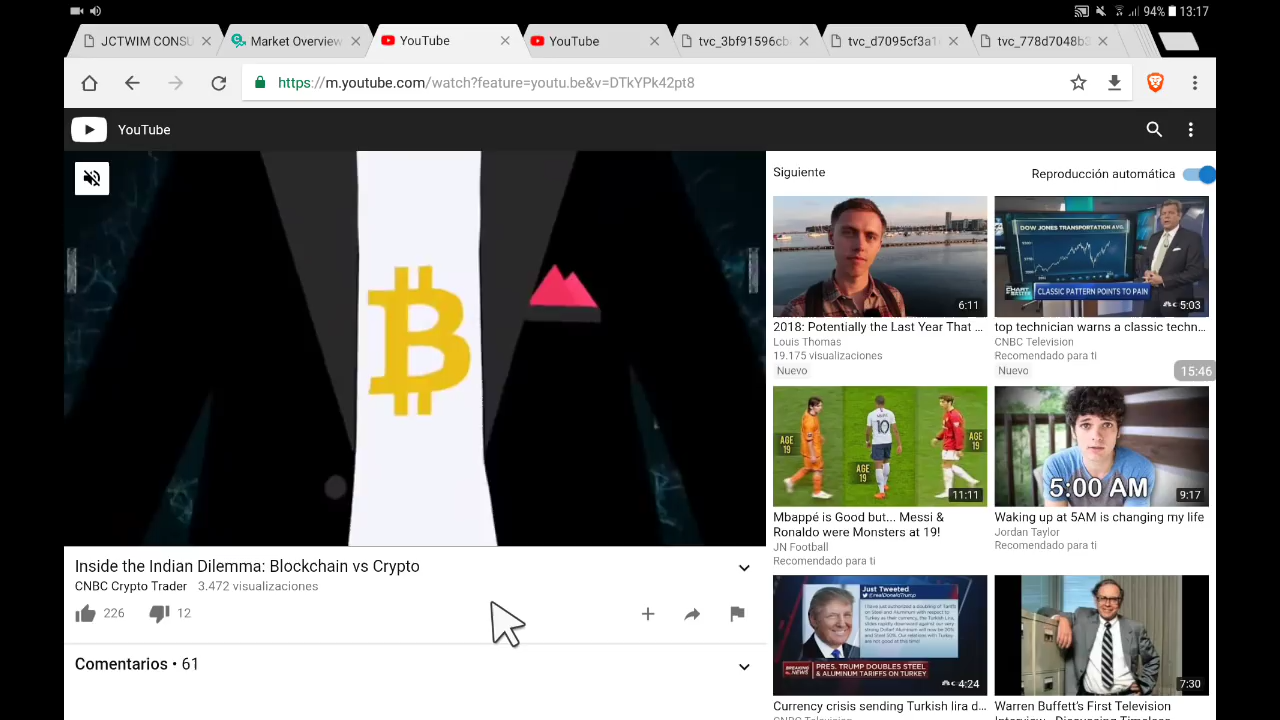 94% 13:17
JCTWIM CONSU
Market Overview
YouTube
YouTube
tvc_3bf91596cb
tvc_d7095cf3a1
tvc_778d7048b
https://m.youtube.com/watch?feature=youtu.be&v=DTkYPk42pt8
YouTube
Siguiente
Reproducción automática
6:11
2018: Potentially the Last Year That ...
Louis Thomas
19.175 visualizaciones
Nuevo
DOW JONES TRANSPORTATION AVG.
CLASSIC PATTERN POINTS TO PAIN
5:03
top technician warns a classic techn...
CNBC Television
Recomendado para ti
Nuevo
15:46
AGE
19
10
AGE
19
AGE
19
11:11
Mbappé is Good but... Messi &
Ronaldo were Monsters at 19!
JN Football
Recomendado para ti
5:00 AM
9:17
Waking up at 5AM is changing my life
Jordan Taylor
Recomendado para ti
Inside the Indian Dilemma: Blockchain vs Crypto
CNBC Crypto Trader 3.472 visualizaciones
226 12
Comentarios • 61
Just Tweeted
@realDonaldTrump
BREAKING NEWS
PRES. TRUMP DOUBLES STEEL
& ALUMINUM TARIFFS ON TURKEY
4:24
Currency crisis sending Turkish lira d...
CNBC Television
7:30
Warren Buffett's First Television